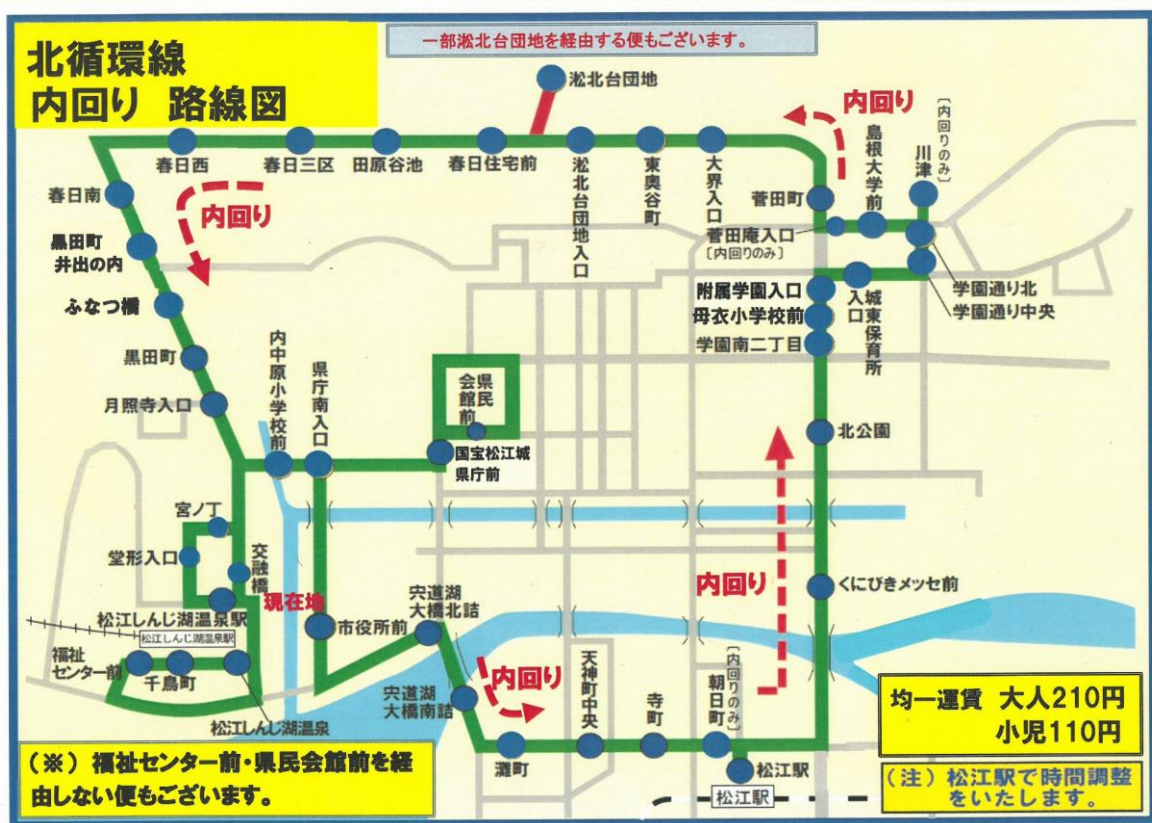 北循環線
内回り 路線図
一部淞北台団地を経由する便もございます。
淞北台団地
内回り
春日西
春日三区
田原谷池
春日住宅前
淞北台団地入口
東奥谷町
大界入口
菅田町
菅田庵入口
〔内回りのみ〕
島根大学前
川津
〔内回りのみ〕
学園通り北
学園通り中央
城東保育所
入口
附属学園入口
母衣小学校前
学園南二丁目
北公園
くにびきメッセ前
春日南
内回り
黒田町
井出の内
ふなつ橋
黒田町
月照寺入口
内中原小学校前
県庁南入口
県民
会館前
国宝松江城
県庁前
宮ノ丁
堂形入口
交融橋
松江しんじ湖温泉駅
松江しんじ湖温泉駅
福祉
センター前
千鳥町
松江しんじ湖温泉
現在地
市役所前
宍道湖
大橋北詰
宍道湖
大橋南詰
内回り
内回り
灘町
天神町中央
寺町
朝日町
〔内回りのみ〕
松江駅
松江駅
均一運賃 大人210円
小児110円
(注)松江駅で時間調整
をいたします。
(※) 福祉センター前・県民会館前を経
由しない便もございます。